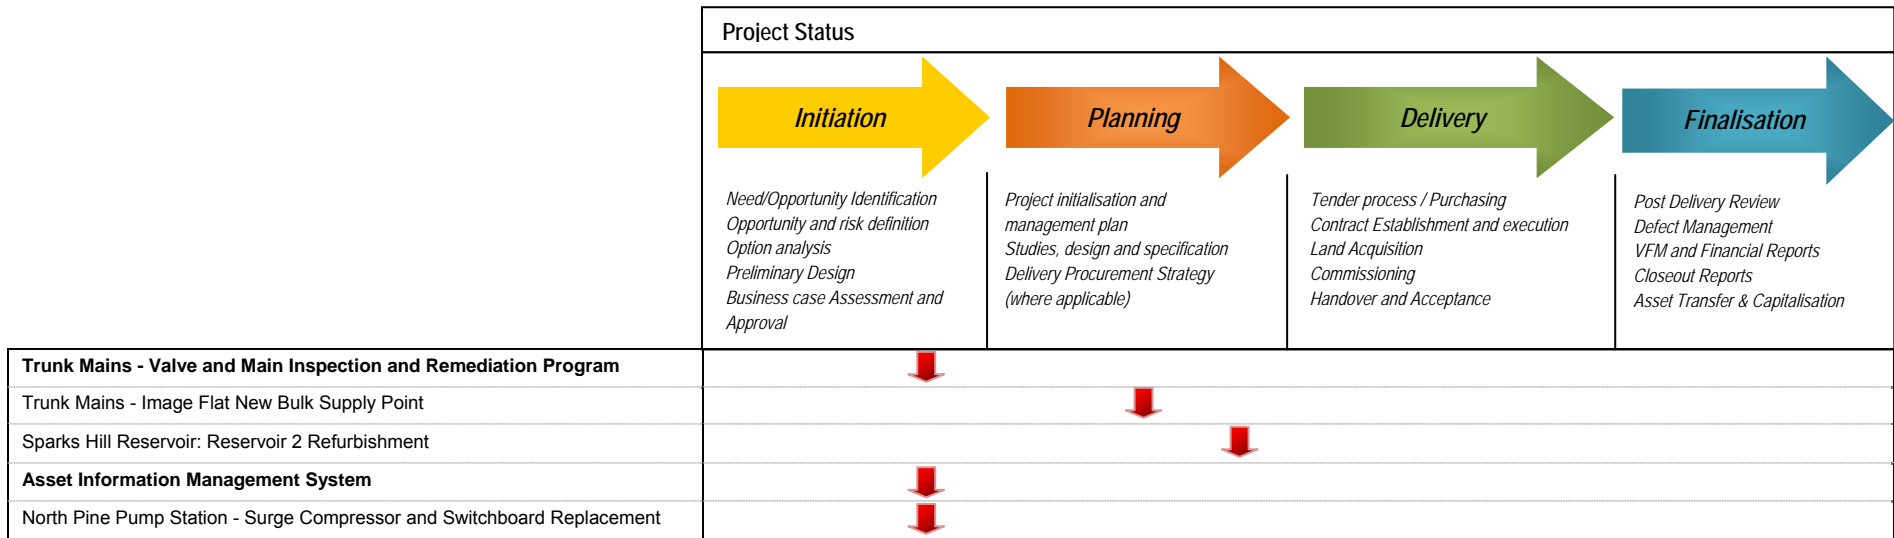 Project Status
Initiation
Planning
Delivery
Finalisation
Need/Opportunity Identification
Opportunity and risk definition
Option analysis
Preliminary Design
Business case Assessment and
Approval
Project initialisation and
management plan
Studies, design and specification
Delivery Procurement Strategy
(where applicable)
Tender process / Purchasing
Contract Establishment and execution
Land Acquisition
Commissioning
Handover and Acceptance
Post Delivery Review
Defect Management
VFM and Financial Reports
Closeout Reports
Asset Transfer & Capitalisation
Trunk Mains - Valve and Main Inspection and Remediation Program
Trunk Mains - Image Flat New Bulk Supply Point
Sparks Hill Reservoir: Reservoir 2 Refurbishment
Asset Information Management System
North Pine Pump Station - Surge Compressor and Switchboard Replacement